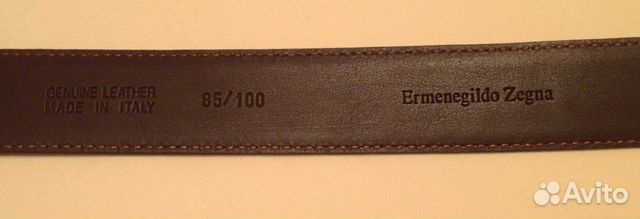 GENUINE LEATHER
MADE IN ITALY
85/100
Ermenegildo Zegna
Avito